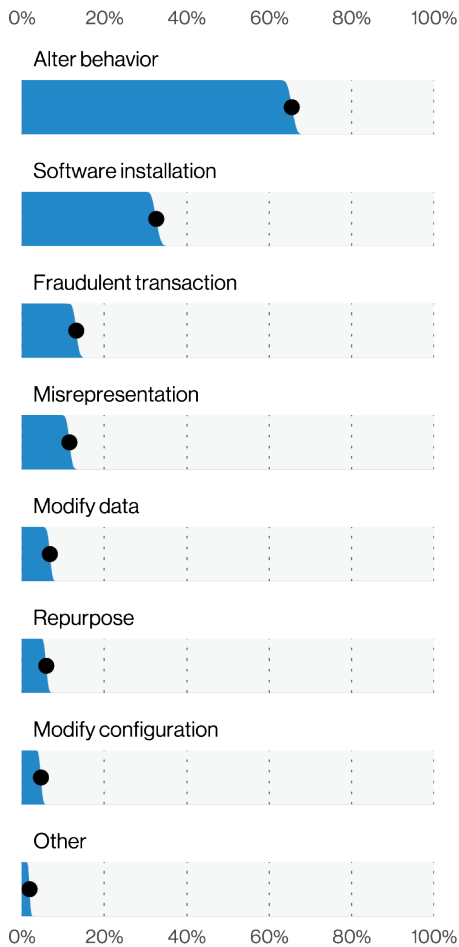 0% 20% 40% 60% 80% 100%
Alter behavior
Software installation
Fraudulent transaction
Misrepresentation
Modify data
Repurpose
Modify configuration
Other
0% 20% 40% 60% 80% 100%